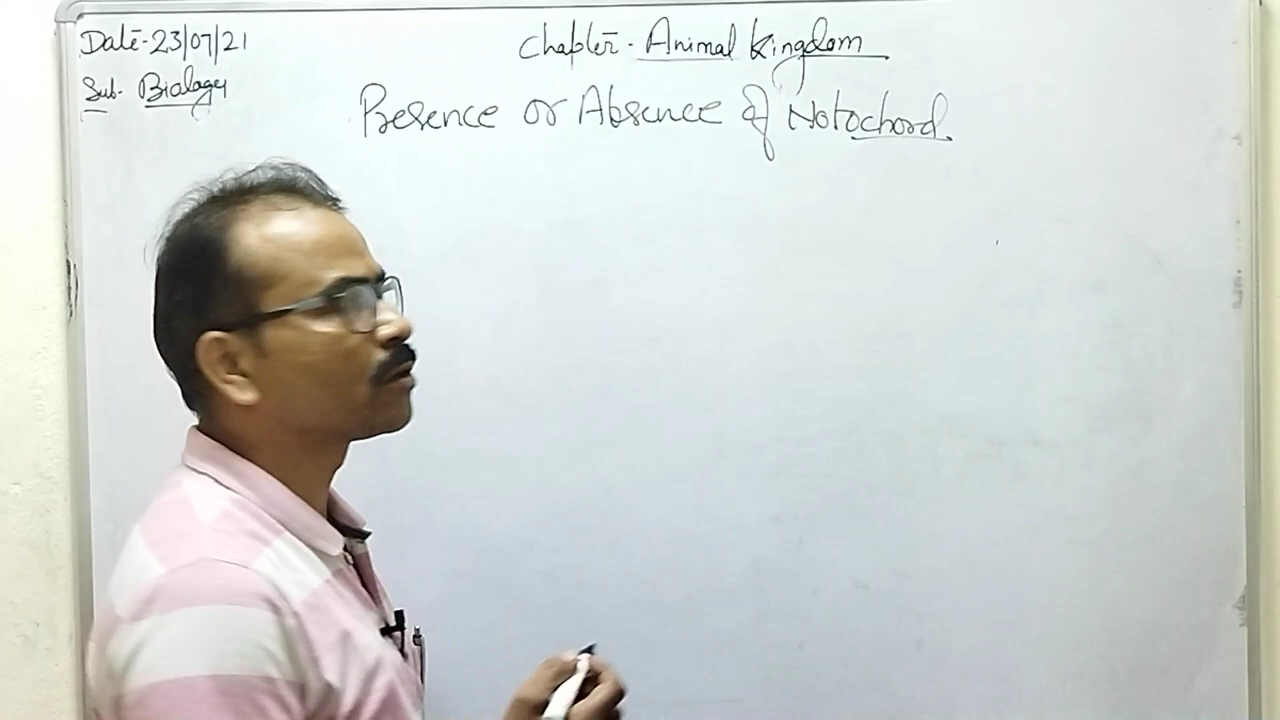 Date-23/07/21
Chapter - Animal Kingdom
Sub- Biology
Presence or Absence of Notochord.